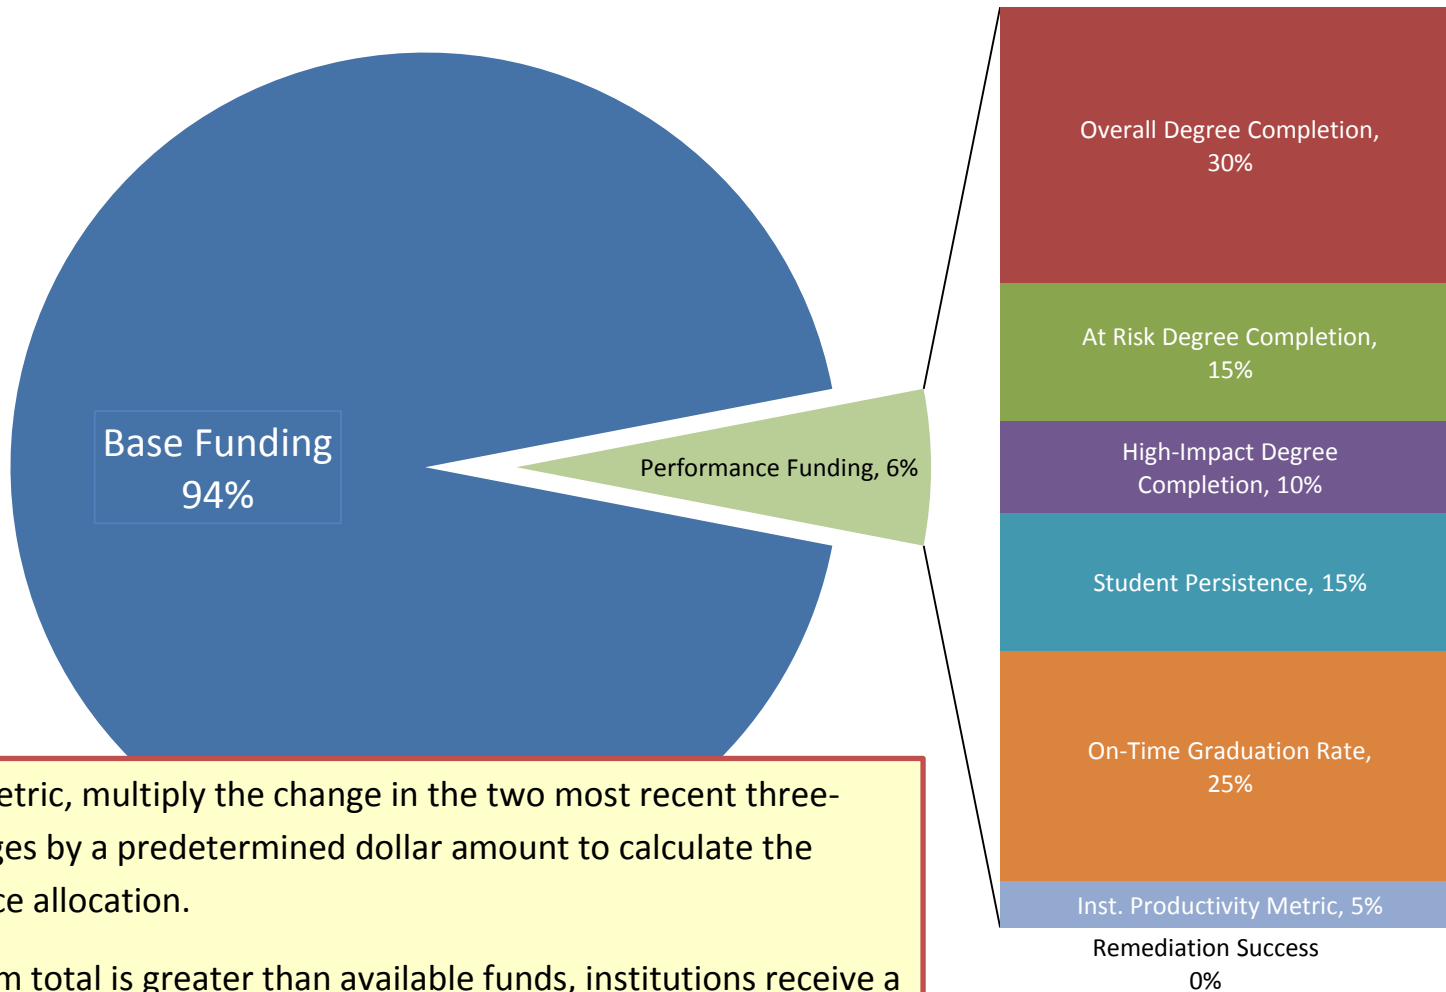 Base Funding
94%
Performance Funding, 6%
Overall Degree Completion,
30%
At Risk Degree Completion,
15%
High-Impact Degree
Completion, 10%
Student Persistence, 15%
On-Time Graduation Rate,
25%
Inst. Productivity Metric, 5%
Remediation Success
0%
multiply the change in the two most recent three-
by a predetermined dollar amount to calculate the
allocation.
total is greater than available funds, institutions receive a